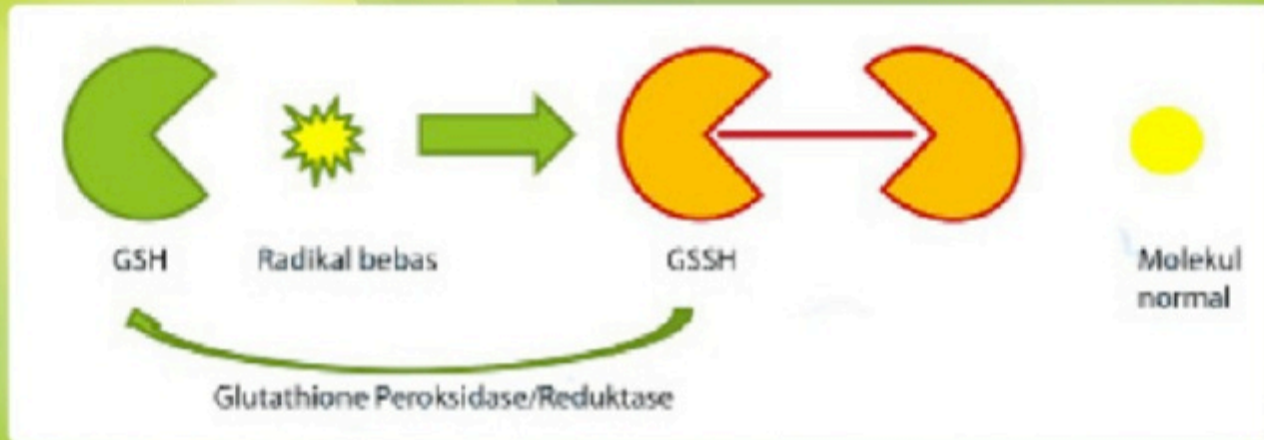 GSH
Radikal bebas
GSSH
Molekul
normal
Glutathione Peroksidase/Reduktase